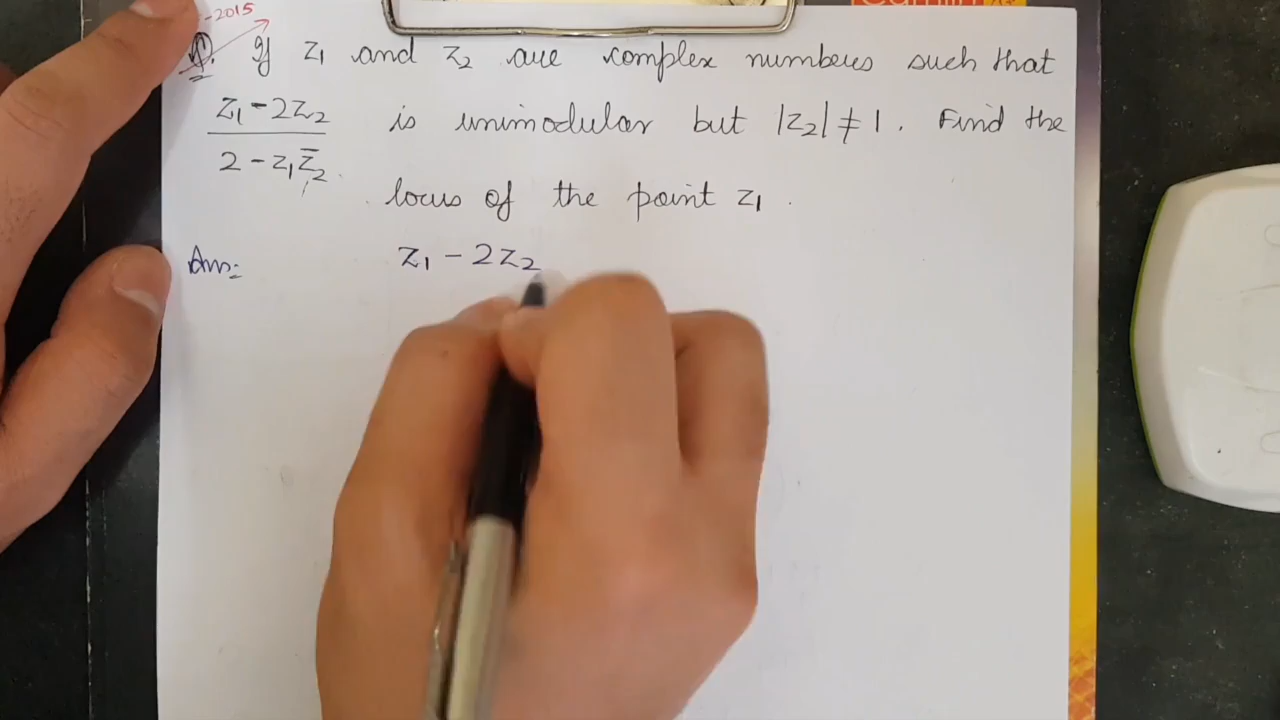 -2015
Q. If z₁ and z₂ are complex numbers such that
(z₁ - 2z₂)/(2 - z₁z̄₂) is unimodular but |z₂| ≠ 1. Find the
locus of the point z₁.
Ans:- z₁ - 2z₂